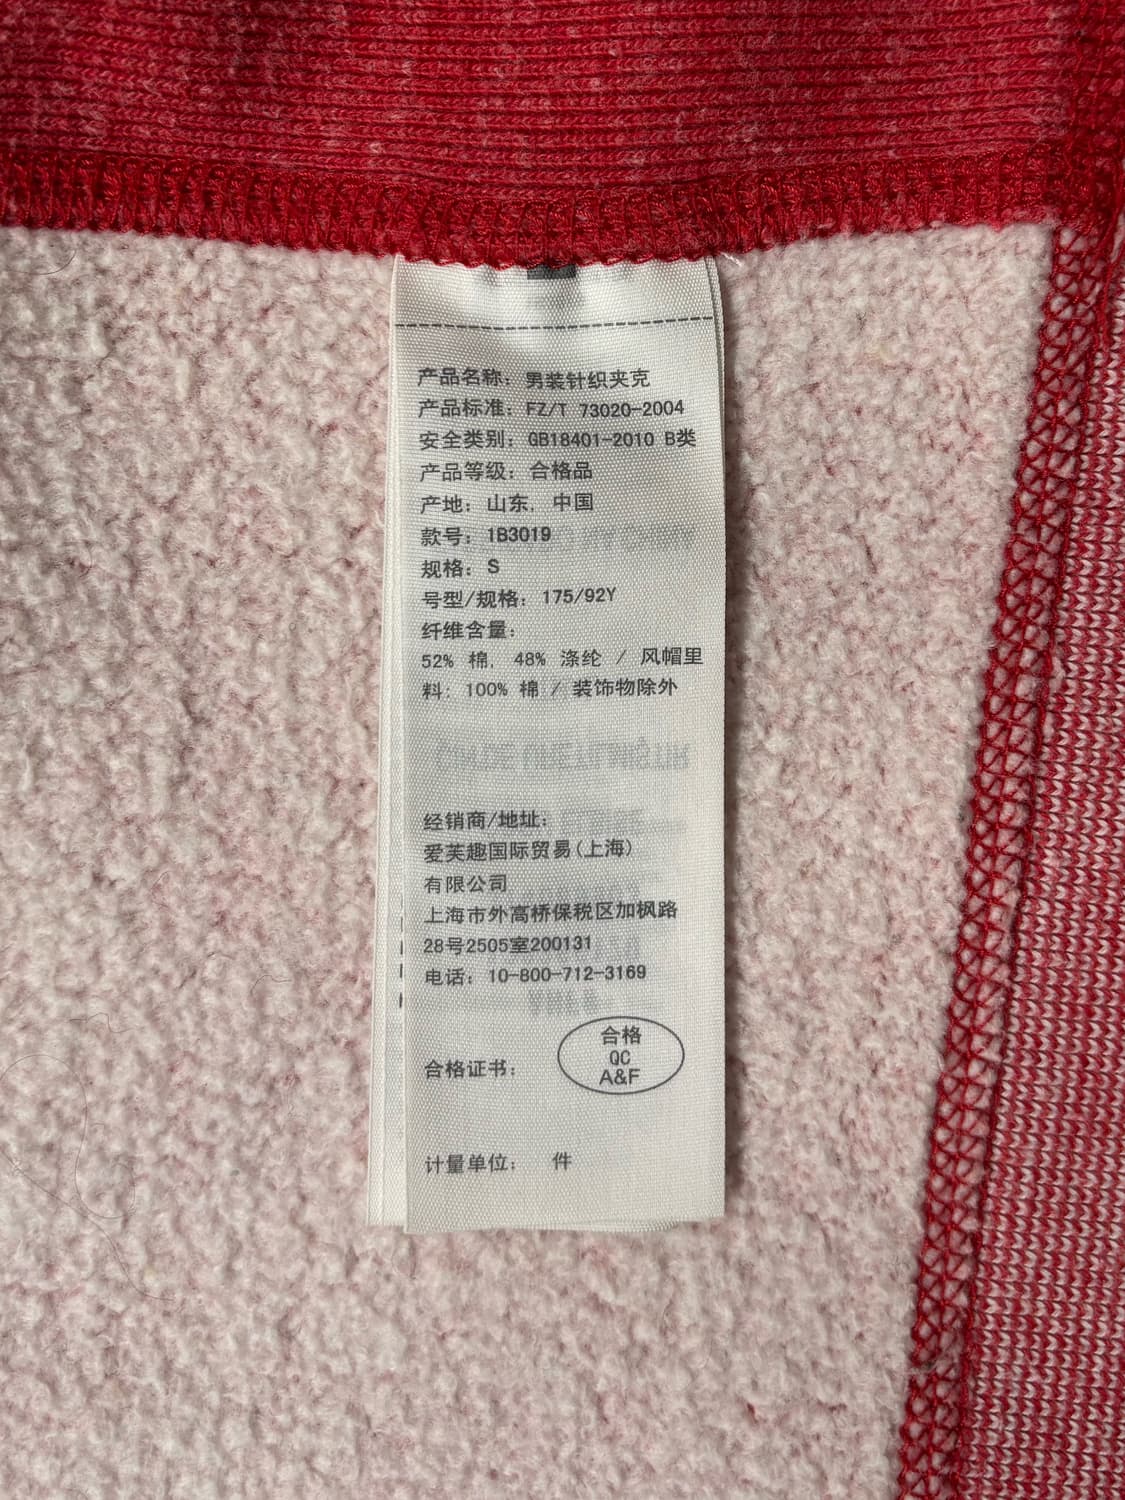 产品名称: 男装针织夹克
产品标准: FZ/T 73020-2004
安全类别: GB18401-2010 B类
产品等级: 合格品
产地: 山东, 中国
款号: 1B3019
规格: S
号型/规格: 175/92Y
纤维含量:
52% 棉, 48% 涤纶 / 风帽里
料: 100% 棉 / 装饰物除外
经销商/地址:
爱芙趣国际贸易(上海)
有限公司
上海市外高桥保税区加枫路
28号2505室200131
电话: 10-800-712-3169
合格证书:
合格
QC
A&F
计量单位: 件